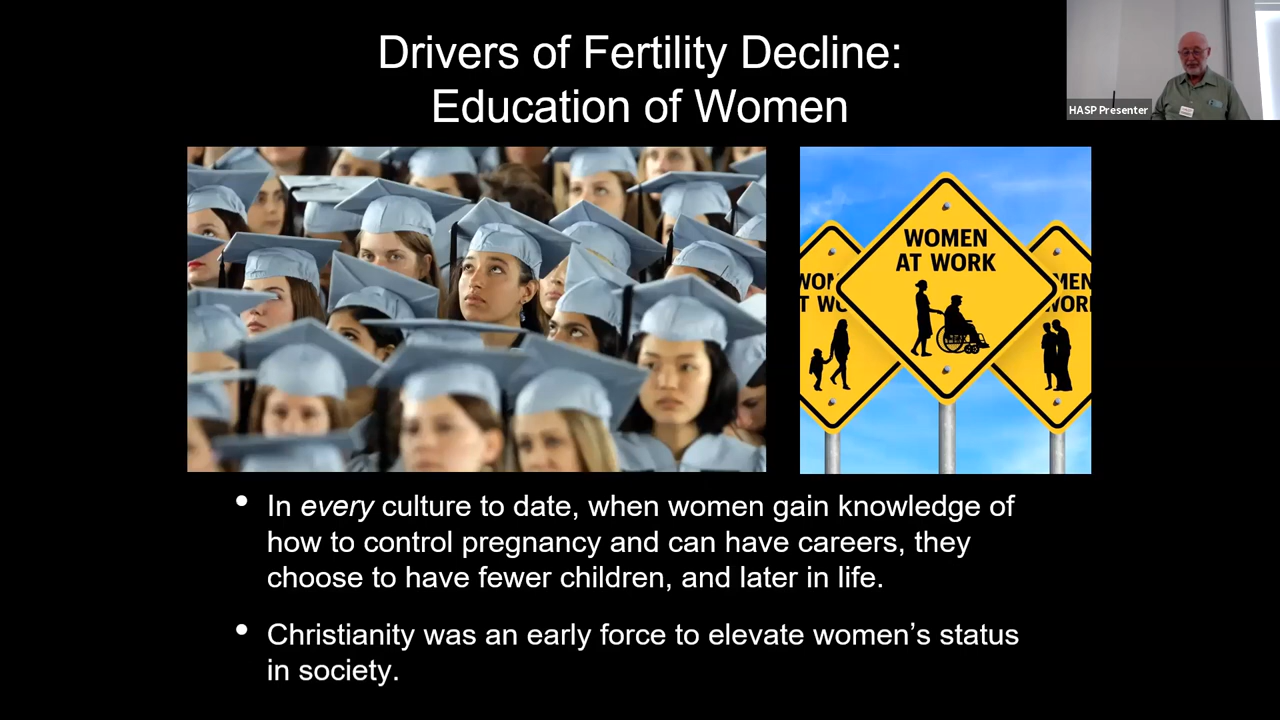 Drivers of Fertility Decline:
Education of Women
HASP Presenter
WOMEN
AT WORK
WOM
T WO
MEN
WORK
• In every culture to date, when women gain knowledge of
how to control pregnancy and can have careers, they
choose to have fewer children, and later in life.
• Christianity was an early force to elevate women’s status
in society.